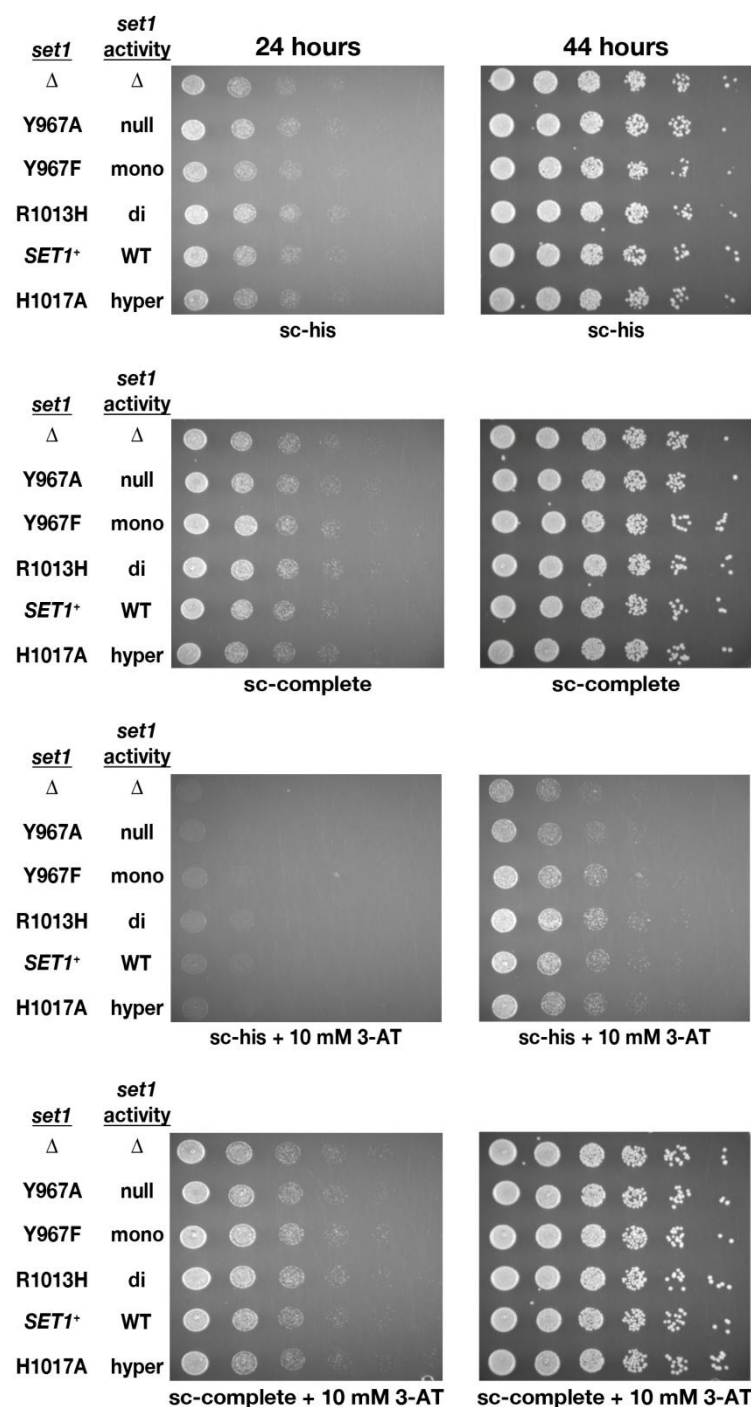 24 hours 44 hours
set1 set1 activity
Δ Δ
Y967A null
Y967F mono
R1013H di
SET1+ WT
H1017A hyper
sc-his sc-his
set1 set1 activity
Δ Δ
Y967A null
Y967F mono
R1013H di
SET1+ WT
H1017A hyper
sc-complete sc-complete
set1 set1 activity
Δ Δ
Y967A null
Y967F mono
R1013H di
SET1+ WT
H1017A hyper
sc-his + 10 mM 3-AT sc-his + 10 mM 3-AT
set1 set1 activity
Δ Δ
Y967A null
Y967F mono
R1013H di
SET1+ WT
H1017A hyper
sc-complete + 10 mM 3-AT sc-complete + 10 mM 3-AT